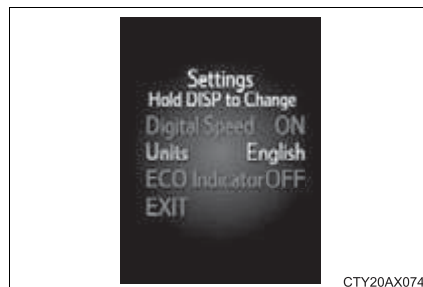 Settings
Hold DISP to Change
Digital Speed ON
Units English
ECO Indicator OFF
EXIT
CTY20AX074